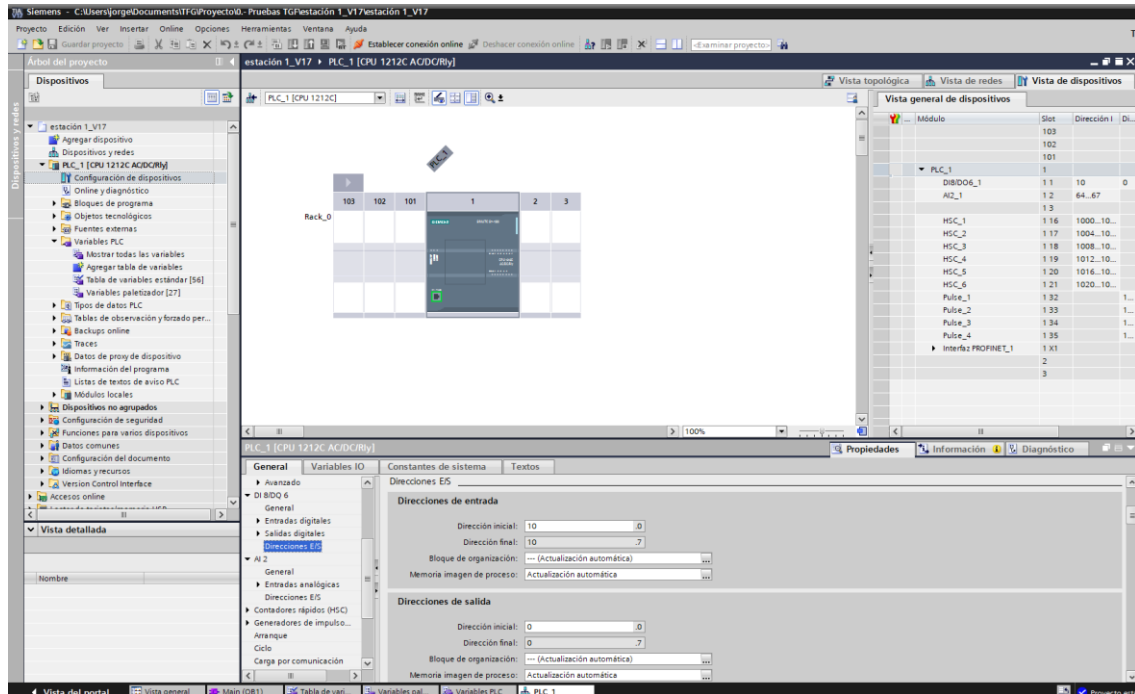 Siemens - C:\Users\jorge\Documents\TFG\Proyecto\0.- Pruebas TGF\estación 1_V17\estación 1_V17
Proyecto Edición Ver Insertar Online Opciones Herramientas Ventana Ayuda
Guardar proyecto Establecer conexión online Deshacer conexión online <Examinar proyecto>
Árbol del proyecto
Dispositivos
Dispositivos y redes
estación 1_V17
Agregar dispositivo
Dispositivos y redes
PLC_1 [CPU 1212C AC/DC/Rly]
Configuración de dispositivos
Online y diagnóstico
Bloques de programa
Objetos tecnológicos
Fuentes externas
Variables PLC
Mostrar todas las variables
Agregar tabla de variables
Tabla de variables estándar [56]
Variables paletizador [27]
Tipos de datos PLC
Tablas de observación y forzado per...
Backups online
Traces
Datos de proxy de dispositivo
Información del programa
Listas de textos de aviso PLC
Módulos locales
Dispositivos no agrupados
Configuración de seguridad
Funciones para varios dispositivos
Datos comunes
Configuración del documento
Idiomas y recursos
Version Control Interface
Accesos online
Vista detallada
Nombre
estación 1_V17 PLC_1 [CPU 1212C AC/DC/Rly]
Vista topológica Vista de redes Vista de dispositivos
PLC_1 [CPU 1212C]
PLC_1
103 102 101 1 2 3
Rack_0
SIEMENS
100%
Vista general de dispositivos
... Módulo Slot Dirección I Di...
103
102
101
PLC_1 1
DI8/DO6_1 1 1 10 0
AI2_1 1 2 64...67
1 3
HSC_1 1 16 1000...10...
HSC_2 1 17 1004...10...
HSC_3 1 18 1008...10...
HSC_4 1 19 1012...10...
HSC_5 1 20 1016...10...
HSC_6 1 21 1020...10...
Pulse_1 1 32 1...
Pulse_2 1 33 1...
Pulse_3 1 34 1...
Pulse_4 1 35 1...
Interfaz PROFINET_1 1 X1
2
3
PLC_1 [CPU 1212C AC/DC/Rly]
Propiedades Información Diagnóstico
General Variables IO Constantes de sistema Textos
Avanzado
DI 8/DQ 6
General
Entradas digitales
Salidas digitales
Direcciones E/S
AI 2
General
Entradas analógicas
Direcciones E/S
Contadores rápidos (HSC)
Generadores de impulso...
Arranque
Ciclo
Carga por comunicación
Direcciones E/S
Direcciones de entrada
Dirección inicial: 10 .0
Dirección final: 10 .7
Bloque de organización: --- (Actualización automática) ...
Memoria imagen de proceso: Actualización automática ...
Direcciones de salida
Dirección inicial: 0 .0
Dirección final: 0 .7
Bloque de organización: --- (Actualización automática) ...
Memoria imagen de proceso: Actualización automática ...
Vista del portal Vista general Main (OB1) Tabla de vari... Variables pal... Variables PLC PLC_1 Proyecto est